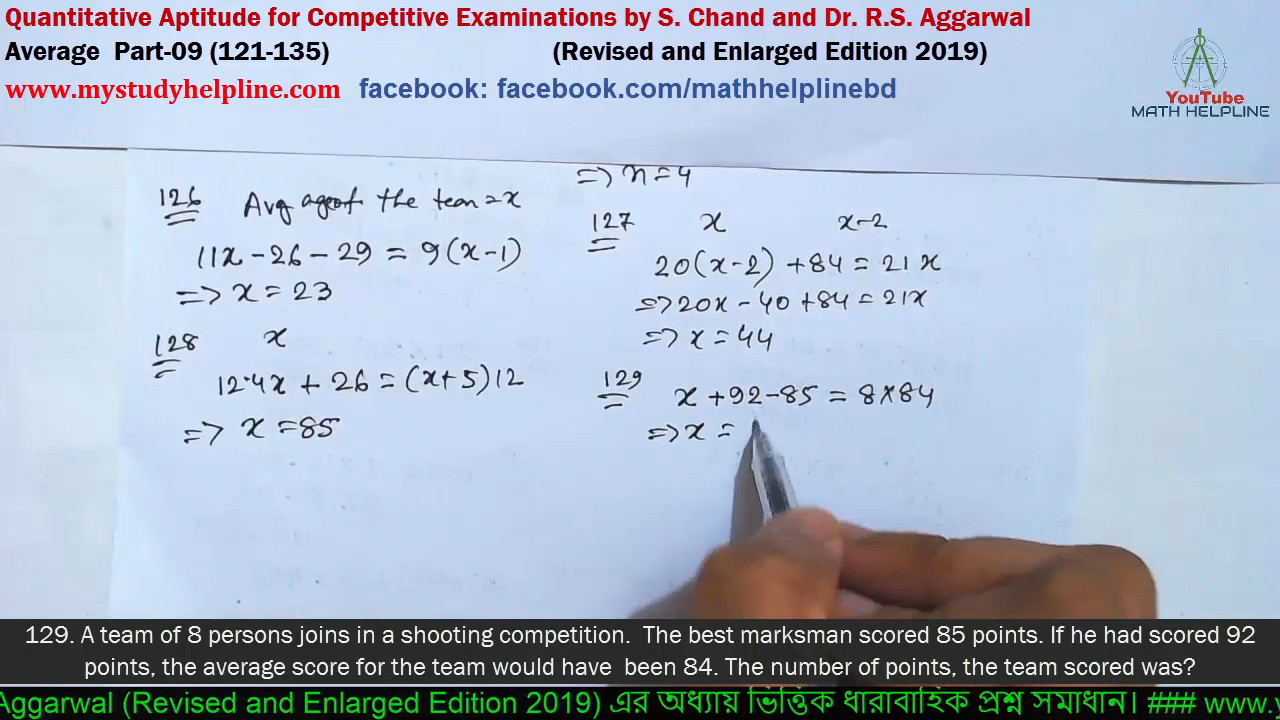 Quantitative Aptitude for Competitive Examinations by S. Chand and Dr. R.S. Aggarwal
Average Part-09 (121-135) (Revised and Enlarged Edition 2019)
www.mystudyhelpline.com facebook: facebook.com/mathhelplinebd
YouTube
MATH HELPLINE
126 Avg age of the team = x
11x - 26 - 29 = 9(x-1)
=> x = 23
128 x
12.4x + 26 = (x+5)12
=> x = 85
=> n = 4
127 x x-2
20(x-2) + 84 = 21x
=> 20x - 40 + 84 = 21x
=> x = 44
129 x + 92 - 85 = 8×84
=> x =
129. A team of 8 persons joins in a shooting competition. The best marksman scored 85 points. If he had scored 92
points, the average score for the team would have been 84. The number of points, the team scored was?
Aggarwal (Revised and Enlarged Edition 2019) এর অধ্যায় ভিত্তিক ধারাবাহিক প্রশ্ন সমাধান। ### www.